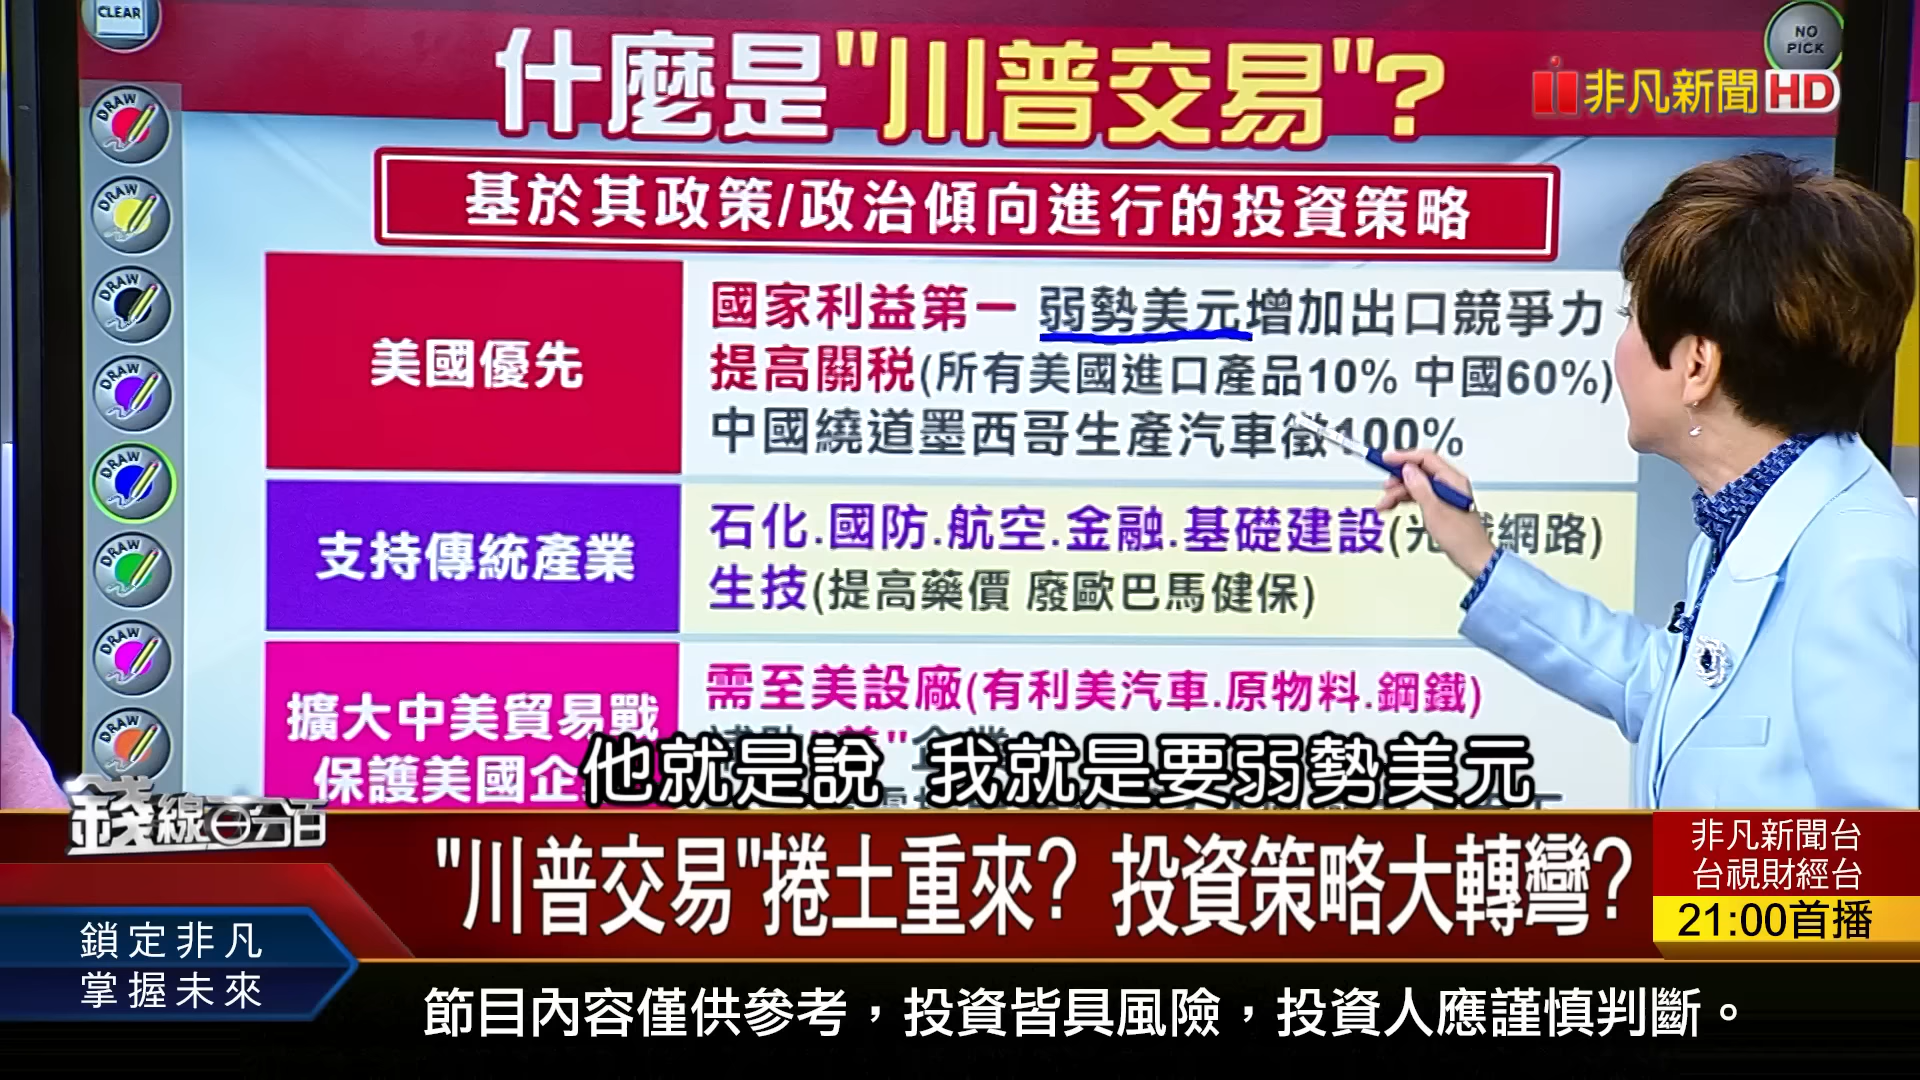 CLEAR
NO
PICK
什麼是"川普交易"?
非凡新聞HD
基於其政策/政治傾向進行的投資策略
DRAW
DRAW
DRAW
DRAW
DRAW
DRAW
DRAW
DRAW
美國優先
國家利益第一 弱勢美元增加出口競爭力
提高關稅(所有美國進口產品10% 中國60%)
中國繞道墨西哥生產汽車徵100%
支持傳統產業
石化.國防.航空.金融.基礎建設(光纖網路)
生技(提高藥價 廢歐巴馬健保)
擴大中美貿易戰
保護美國企
需至美設廠(有利美汽車.原物料.鋼鐵)
他就是說 我就是要弱勢美元
錢線百分百
"川普交易"捲土重來? 投資策略大轉彎?
非凡新聞台
台視財經台
21:00首播
鎖定非凡
掌握未來
節目內容僅供參考，投資皆具風險，投資人應謹慎判斷。